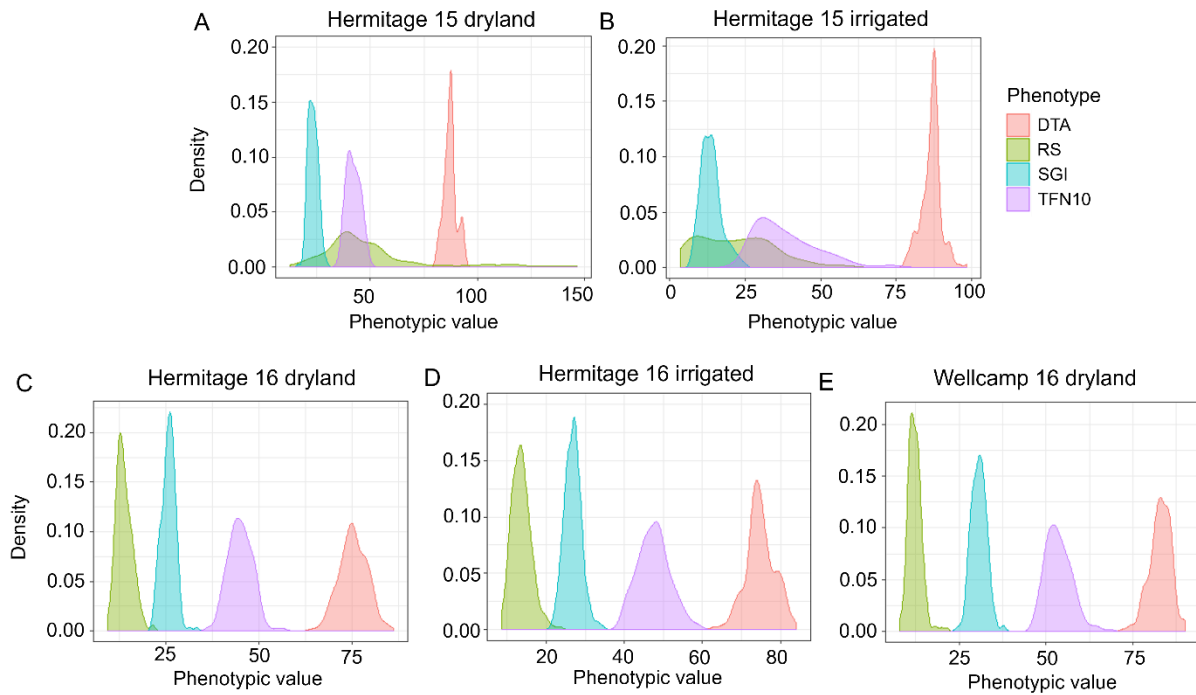 A
Hermitage 15 dryland
0.20
0.15
0.10
0.05
0.00
Density
50
100
150
Phenotypic value
B
Hermitage 15 irrigated
0.20
0.15
0.10
0.05
0.00
0
25
50
75
100
Phenotypic value
Phenotype
DTA
RS
SGI
TFN10
C
Hermitage 16 dryland
0.20
0.15
0.10
0.05
0.00
Density
25
50
75
Phenotypic value
D
Hermitage 16 irrigated
0.20
0.15
0.10
0.05
0.00
20
40
60
80
Phenotypic value
E
Wellcamp 16 dryland
0.20
0.15
0.10
0.05
0.00
25
50
75
Phenotypic value